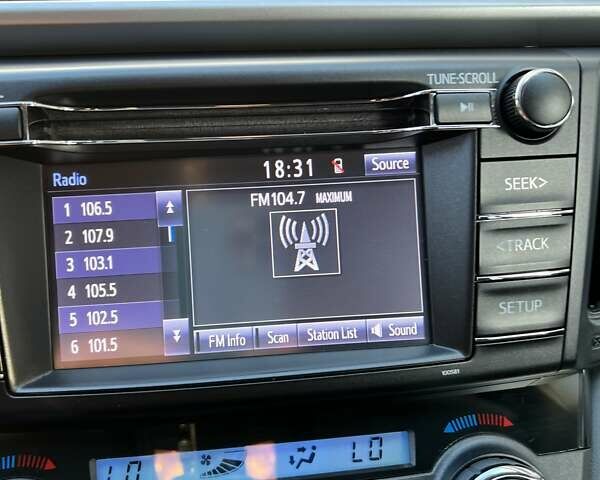 TUNE•SCROLL
Radio
18:31
Source
FM104.7 MAXIMUM
1 106.5
2 107.9
3 103.1
4 105.5
5 102.5
6 101.5
FM Info
Scan
Station List
Sound
SEEK>
<TRACK
SETUP
100581
LO
LO